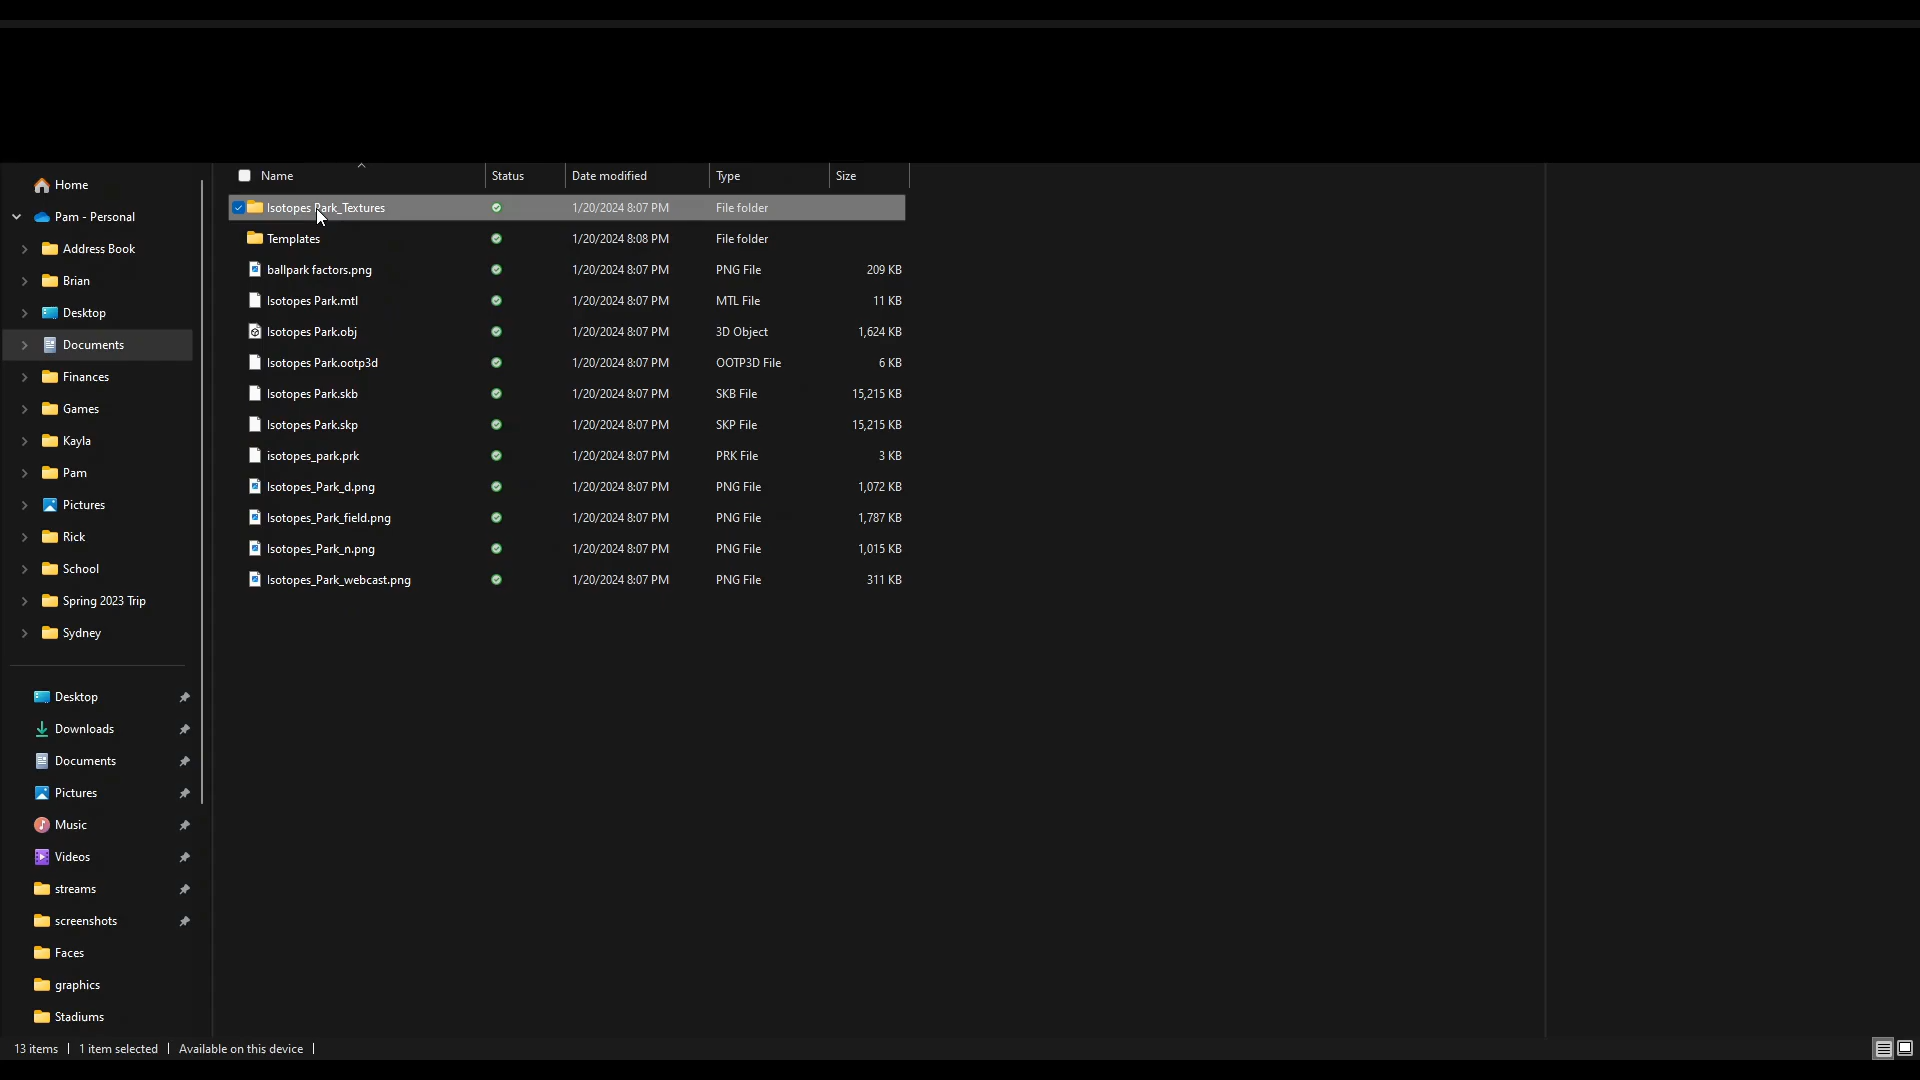 Name Status Date modified Type Size
Home
Pam - Personal
Address Book
Brian
Desktop
Documents
Finances
Games
Kayla
Pam
Pictures
Rick
School
Spring 2023 Trip
Sydney
Desktop
Downloads
Documents
Pictures
Music
Videos
streams
screenshots
Faces
graphics
Stadiums
Isotopes Park_Textures 1/20/2024 8:07 PM File folder
Templates 1/20/2024 8:08 PM File folder
ballpark factors.png 1/20/2024 8:07 PM PNG File 209 KB
Isotopes Park.mtl 1/20/2024 8:07 PM MTL File 11 KB
Isotopes Park.obj 1/20/2024 8:07 PM 3D Object 1,624 KB
Isotopes Park.ootp3d 1/20/2024 8:07 PM OOTP3D File 6 KB
Isotopes Park.skb 1/20/2024 8:07 PM SKB File 15,215 KB
Isotopes Park.skp 1/20/2024 8:07 PM SKP File 15,215 KB
isotopes_park.prk 1/20/2024 8:07 PM PRK File 3 KB
Isotopes_Park_d.png 1/20/2024 8:07 PM PNG File 1,072 KB
Isotopes_Park_field.png 1/20/2024 8:07 PM PNG File 1,787 KB
Isotopes_Park_n.png 1/20/2024 8:07 PM PNG File 1,015 KB
Isotopes_Park_webcast.png 1/20/2024 8:07 PM PNG File 311 KB
13 items 1 item selected Available on this device